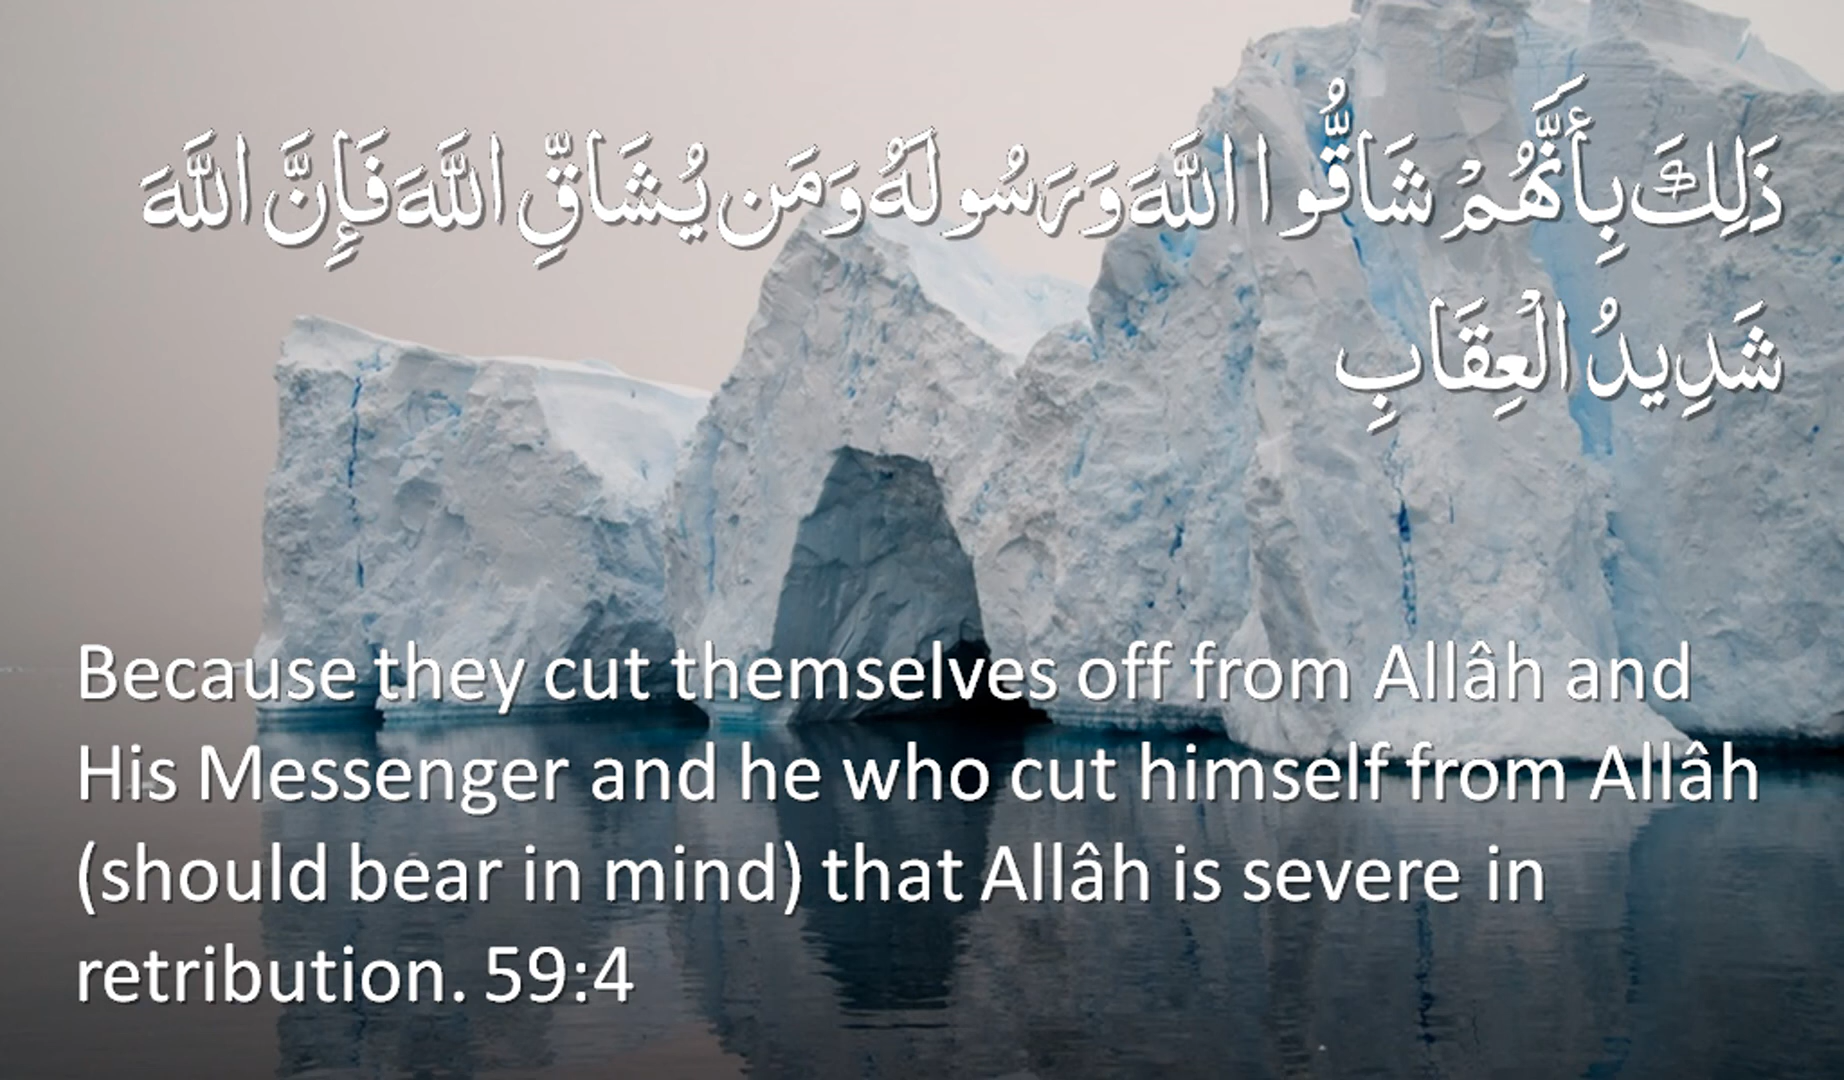 ذَلِكَ بِأَنَّهُمْ شَاقُّوا اللَّهَ وَرَسُولَهُ وَمَن يُشَاقِّ اللَّهَ فَإِنَّ اللَّهَ
شَدِيدُ الْعِقَابِ
Because they cut themselves off from Allâh and
His Messenger and he who cut himself from Allâh
(should bear in mind) that Allâh is severe in
retribution. 59:4